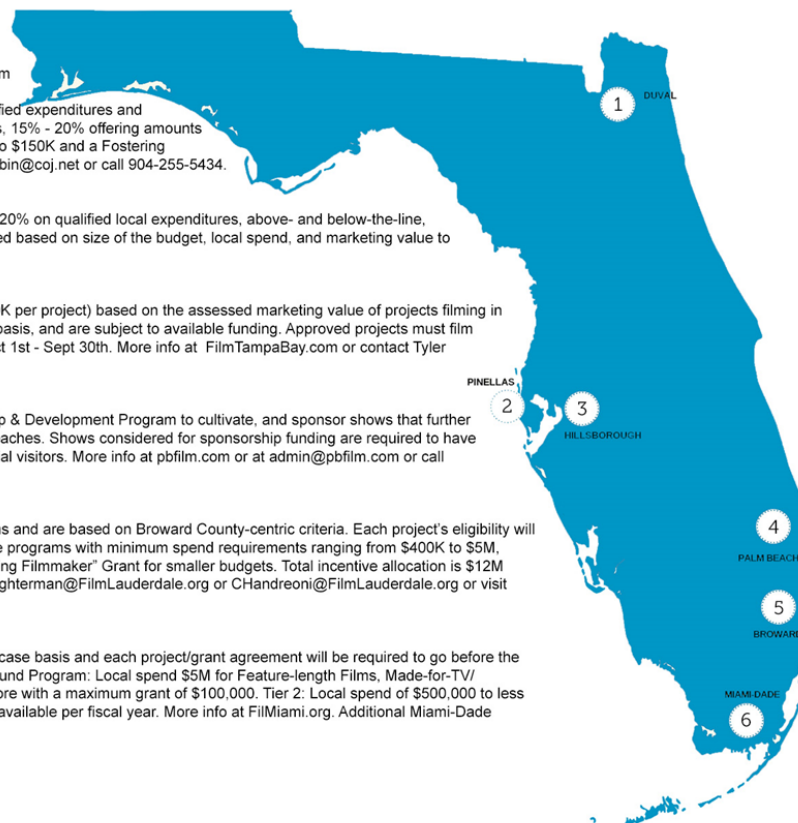 m
fied expenditures and
s, 15% - 20% offering amounts
o $150K and a Fostering
bin@coj.net or call 904-255-5434.
20% on qualified local expenditures, above- and below-the-line,
ed based on size of the budget, local spend, and marketing value to
K per project) based on the assessed marketing value of projects filming in
basis, and are subject to available funding. Approved projects must film
t 1st - Sept 30th. More info at FilmTampaBay.com or contact Tyler
p & Development Program to cultivate, and sponsor shows that further
eaches. Shows considered for sponsorship funding are required to have
al visitors. More info at pbfilm.com or at admin@pbfilm.com or call
ns and are based on Broward County-centric criteria. Each project's eligibility will
e programs with minimum spend requirements ranging from $400K to $5M,
ing Filmmaker" Grant for smaller budgets. Total incentive allocation is $12M
ghterman@FilmLauderdale.org or CHandreoni@FilmLauderdale.org or visit
case basis and each project/grant agreement will be required to go before the
und Program: Local spend $5M for Feature-length Films, Made-for-TV/
ore with a maximum grant of $100,000. Tier 2: Local spend of $500,000 to less
available per fiscal year. More info at FilMiami.org. Additional Miami-Dade
1 DUVAL
PINELLAS
2
3
HILLSBOROUGH
4
PALM BEACH
5
BROWARD
MIAMI-DADE
6